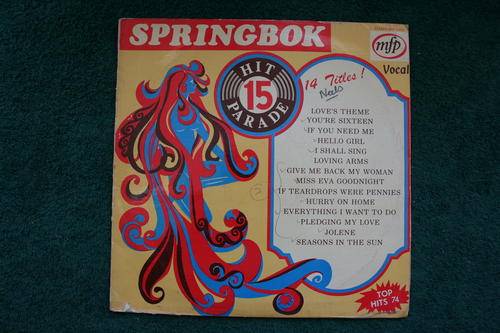 SPRINGBOK
mfp
Vocal
HIT
15
PARADE
14 Titles!
LOVE'S THEME
YOU'RE SIXTEEN
IF YOU NEED ME
HELLO GIRL
I SHALL SING
LOVING ARMS
GIVE ME BACK MY WOMAN
MISS EVA GOODNIGHT
IF TEARDROPS WERE PENNIES
HURRY ON HOME
EVERYTHING I WANT TO DO
PLEDGING MY LOVE
JOLENE
SEASONS IN THE SUN
TOP
HITS '74